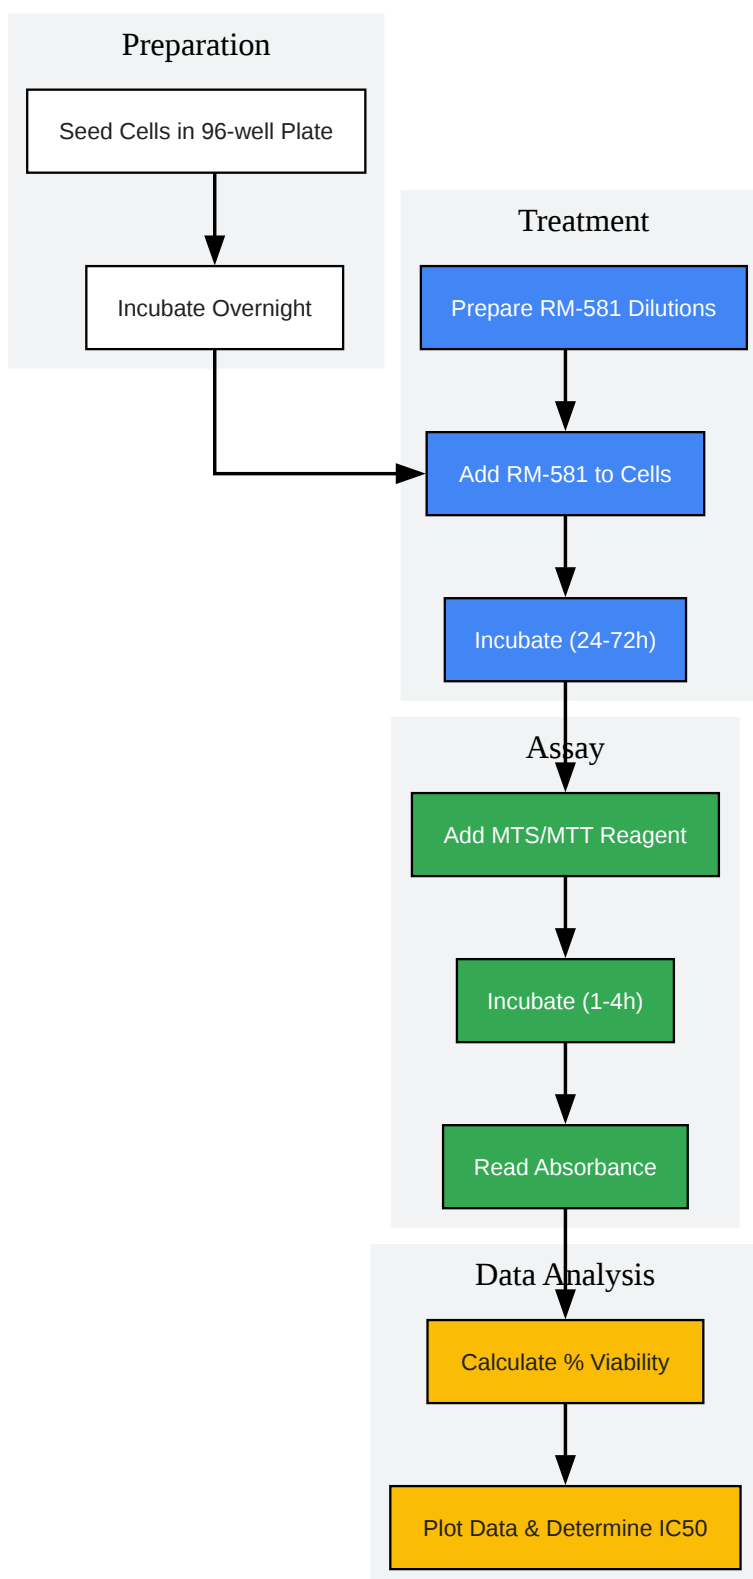 Preparation
Seed Cells in 96-well Plate
Incubate Overnight
Treatment
Prepare RM-581 Dilutions
Add RM-581 to Cells
Incubate (24-72h)
Assay
Add MTS/MTT Reagent
Incubate (1-4h)
Read Absorbance
Data Analysis
Calculate % Viability
Plot Data & Determine IC50